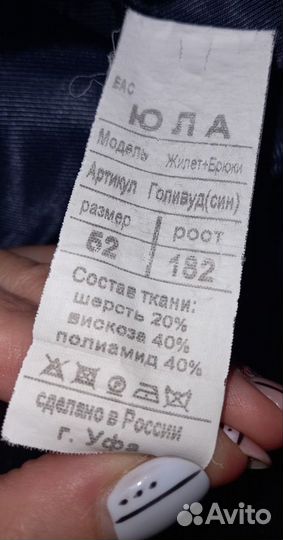 ЕАС
ЮЛА
Модель Жилет+Брюки
Артикул Голивуд(син)
размер рост
52 182
Состав ткани:
шерсть 20%
вискоза 40%
полиамид 40%
сделано в России
г. Уфа
Avito